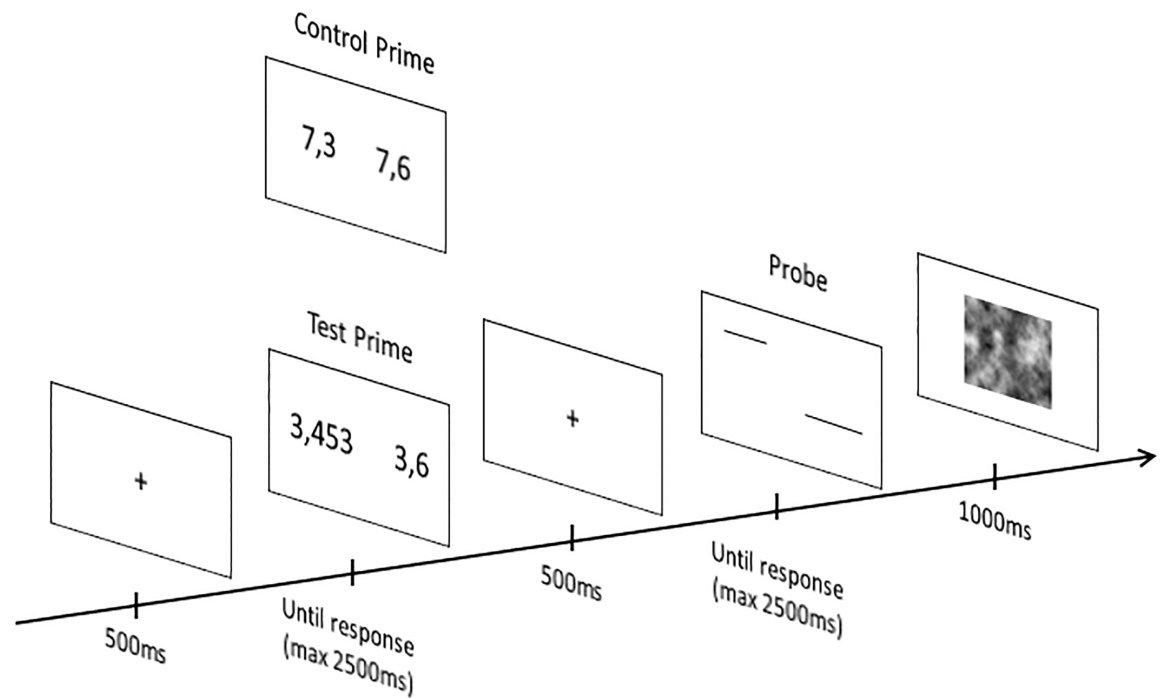 Control Prime
7,3 7,6
Test Prime
3,453 3,6
+
+
Probe
500ms
Until response
(max 2500ms)
500ms
Until response
(max 2500ms)
1000ms